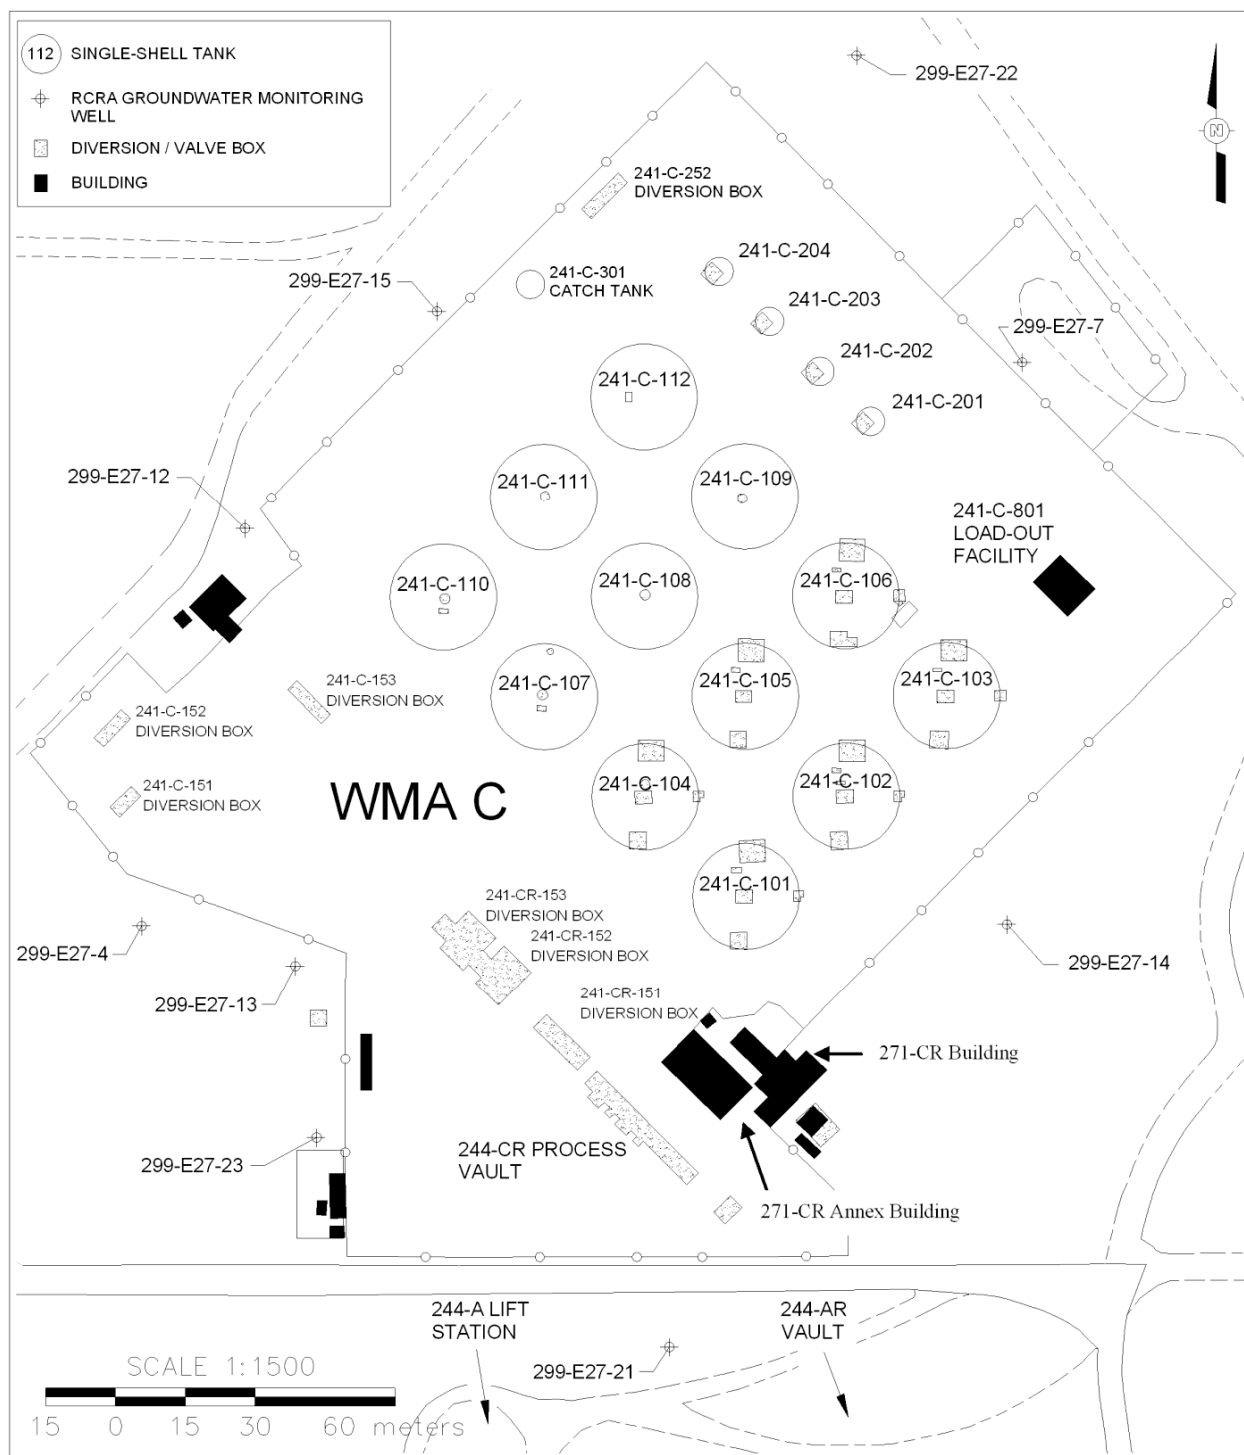 112 SINGLE-SHELL TANK
RCRA GROUNDWATER MONITORING
WELL
DIVERSION / VALVE BOX
BUILDING
299-E27-22
N
241-C-252
DIVERSION BOX
241-C-204
241-C-301
CATCH TANK
299-E27-15
241-C-203
299-E27-7
241-C-202
241-C-112
241-C-201
299-E27-12
241-C-111
241-C-109
241-C-801
LOAD-OUT
FACILITY
241-C-110
241-C-108
241-C-106
241-C-153
DIVERSION BOX
241-C-107
241-C-105
241-C-103
241-C-152
DIVERSION BOX
241-C-151
DIVERSION BOX
WMA C
241-C-104
241-C-102
241-C-101
241-CR-153
DIVERSION BOX
241-CR-152
DIVERSION BOX
299-E27-4
299-E27-14
299-E27-13
241-CR-151
DIVERSION BOX
271-CR Building
244-CR PROCESS
VAULT
299-E27-23
271-CR Annex Building
244-A LIFT
STATION
244-AR
VAULT
299-E27-21
SCALE 1:1500
15 0 15 30 60 meters